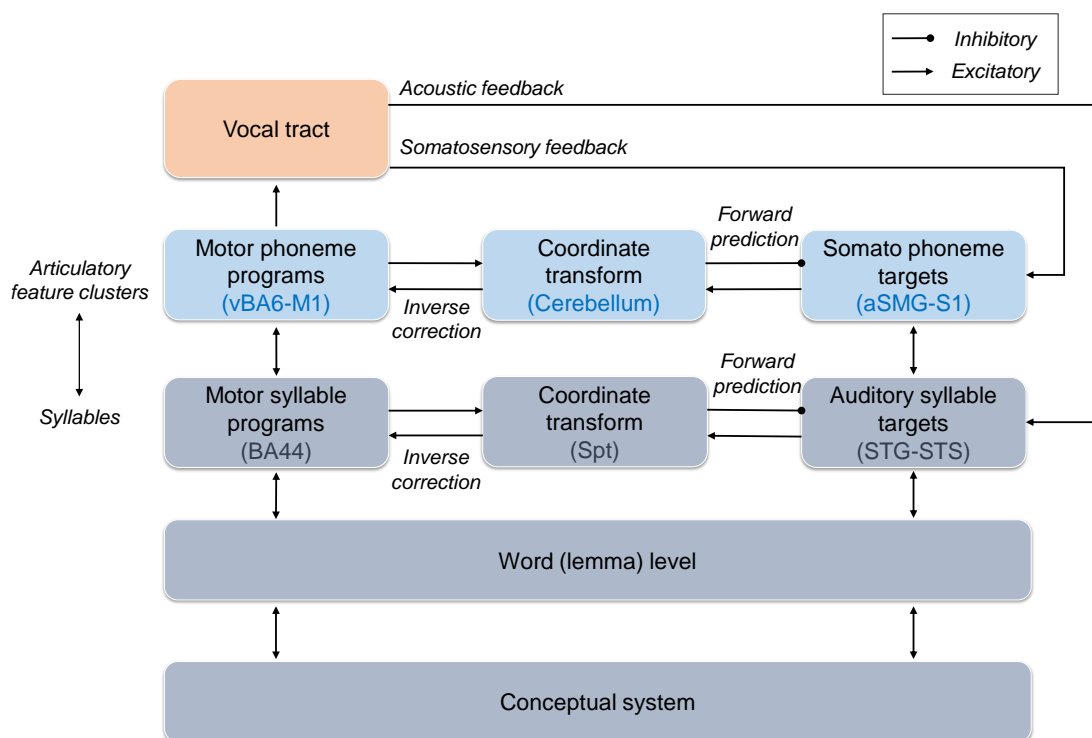 Inhibitory
Excitatory
Acoustic feedback
Vocal tract
Somatosensory feedback
Forward
prediction
Motor phoneme
programs
(vBA6-M1)
Coordinate
transform
(Cerebellum)
Somato phoneme
targets
(aSMG-S1)
Articulatory
feature clusters
Inverse
correction
Forward
prediction
Syllables
Motor syllable
programs
(BA44)
Coordinate
transform
(Spt)
Auditory syllable
targets
(STG-STS)
Inverse
correction
Word (lemma) level
Conceptual system